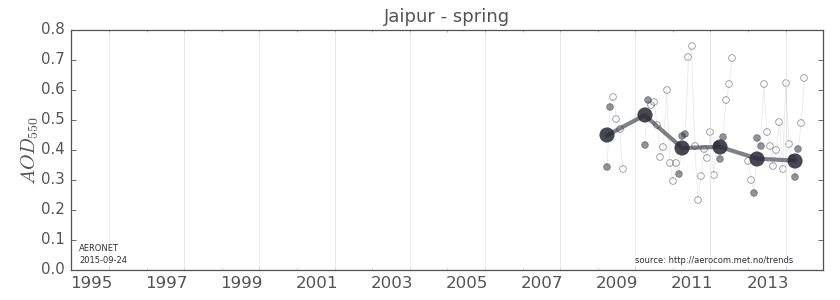 Jaipur - spring
0.8
0.7
0.6
0.5
0.4
0.3
0.2
0.1
0.0
AOD550
AERONET
2015-09-24
source: http://aerocom.met.no/trends
1995 1997 1999 2001 2003 2005 2007 2009 2011 2013